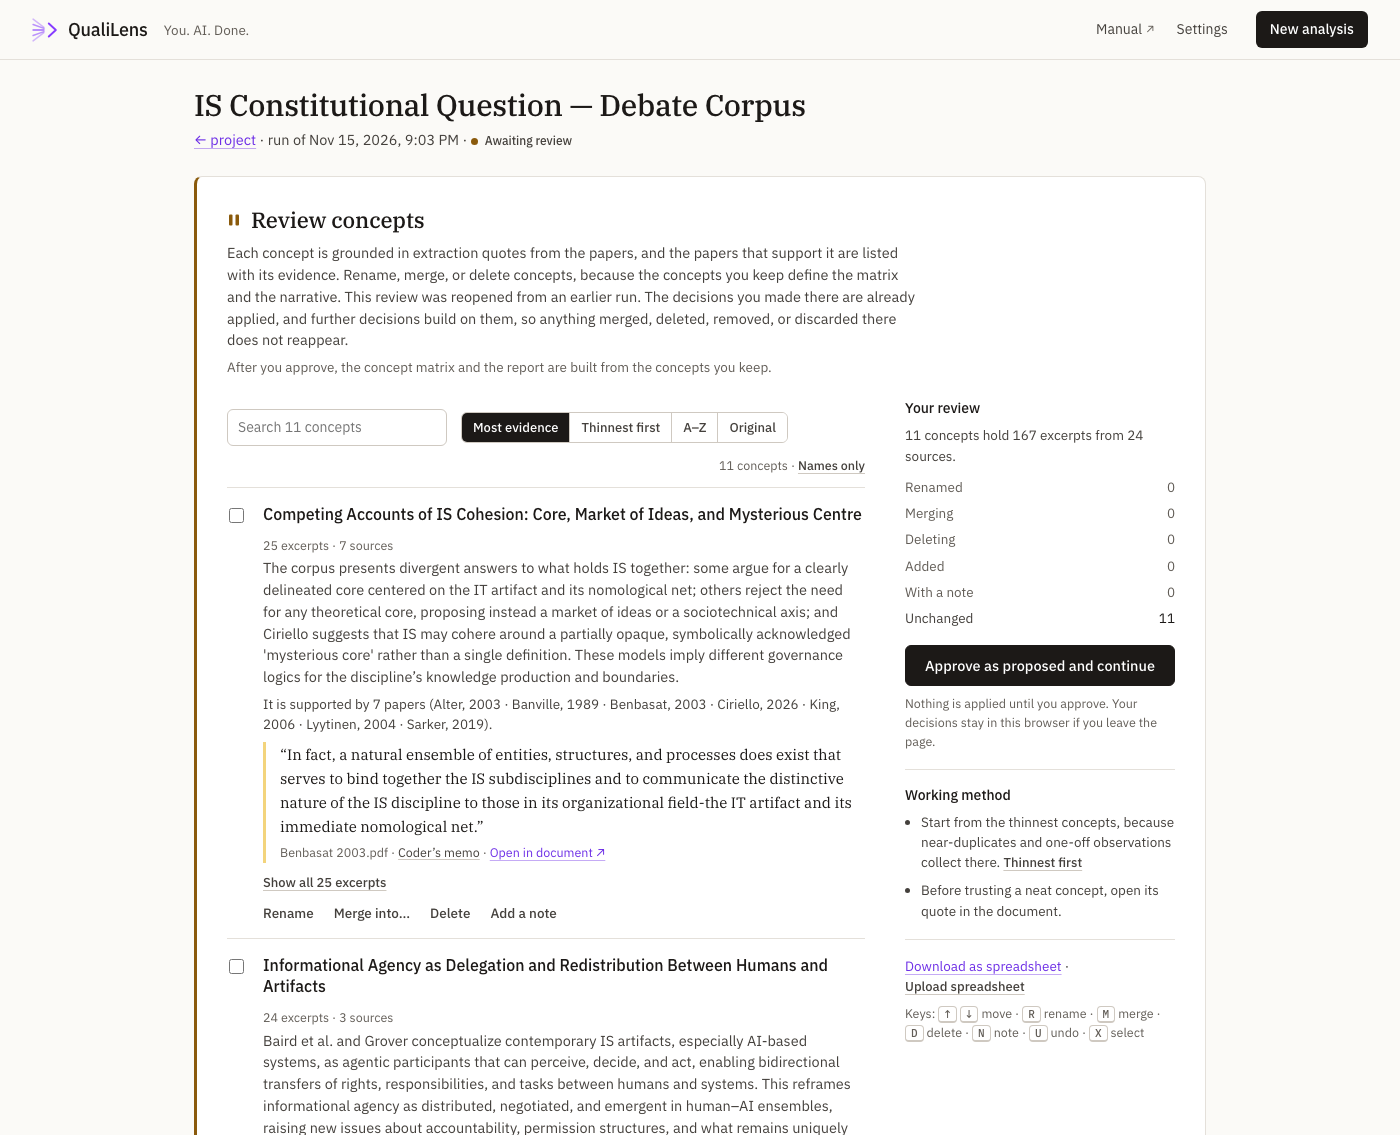 QualiLens
You. AI. Done.
Manual ↗
Settings
New analysis
IS Constitutional Question — Debate Corpus
← project · run of Nov 15, 2026, 9:03 PM · Awaiting review
Review concepts
Each concept is grounded in extraction quotes from the papers, and the papers that support it are listed
with its evidence. Rename, merge, or delete concepts, because the concepts you keep define the matrix
and the narrative. This review was reopened from an earlier run. The decisions you made there are already
applied, and further decisions build on them, so anything merged, deleted, removed, or discarded there
does not reappear.
After you approve, the concept matrix and the report are built from the concepts you keep.
Search 11 concepts
Most evidence
Thinnest first
A–Z
Original
11 concepts · Names only
Competing Accounts of IS Cohesion: Core, Market of Ideas, and Mysterious Centre
25 excerpts · 7 sources
The corpus presents divergent answers to what holds IS together: some argue for a clearly
delineated core centered on the IT artifact and its nomological net; others reject the need
for any theoretical core, proposing instead a market of ideas or a sociotechnical axis; and
Ciriello suggests that IS may cohere around a partially opaque, symbolically acknowledged
'mysterious core' rather than a single definition. These models imply different governance
logics for the discipline’s knowledge production and boundaries.
It is supported by 7 papers (Alter, 2003 · Banville, 1989 · Benbasat, 2003 · Ciriello, 2026 · King,
2006 · Lyytinen, 2004 · Sarker, 2019).
“In fact, a natural ensemble of entities, structures, and processes does exist that
serves to bind together the IS subdisciplines and to communicate the distinctive
nature of the IS discipline to those in its organizational field-the IT artifact and its
immediate nomological net.”
Benbasat 2003.pdf · Coder’s memo · Open in document ↗
Show all 25 excerpts
Rename
Merge into…
Delete
Add a note
Informational Agency as Delegation and Redistribution Between Humans and
Artifacts
24 excerpts · 3 sources
Baird et al. and Grover conceptualize contemporary IS artifacts, especially AI-based
systems, as agentic participants that can perceive, decide, and act, enabling bidirectional
transfers of rights, responsibilities, and tasks between humans and systems. This reframes
informational agency as distributed, negotiated, and emergent in human–AI ensembles,
raising new issues about accountability, permission structures, and what remains uniquely
Your review
11 concepts hold 167 excerpts from 24
sources.
Renamed 0
Merging 0
Deleting 0
Added 0
With a note 0
Unchanged 11
Approve as proposed and continue
Nothing is applied until you approve. Your
decisions stay in this browser if you leave the
page.
Working method
• Start from the thinnest concepts, because
near-duplicates and one-off observations
collect there. Thinnest first
• Before trusting a neat concept, open its
quote in the document.
Download as spreadsheet ·
Upload spreadsheet
Keys: ↑ ↓ move · R rename · M merge ·
D delete · N note · U undo · X select